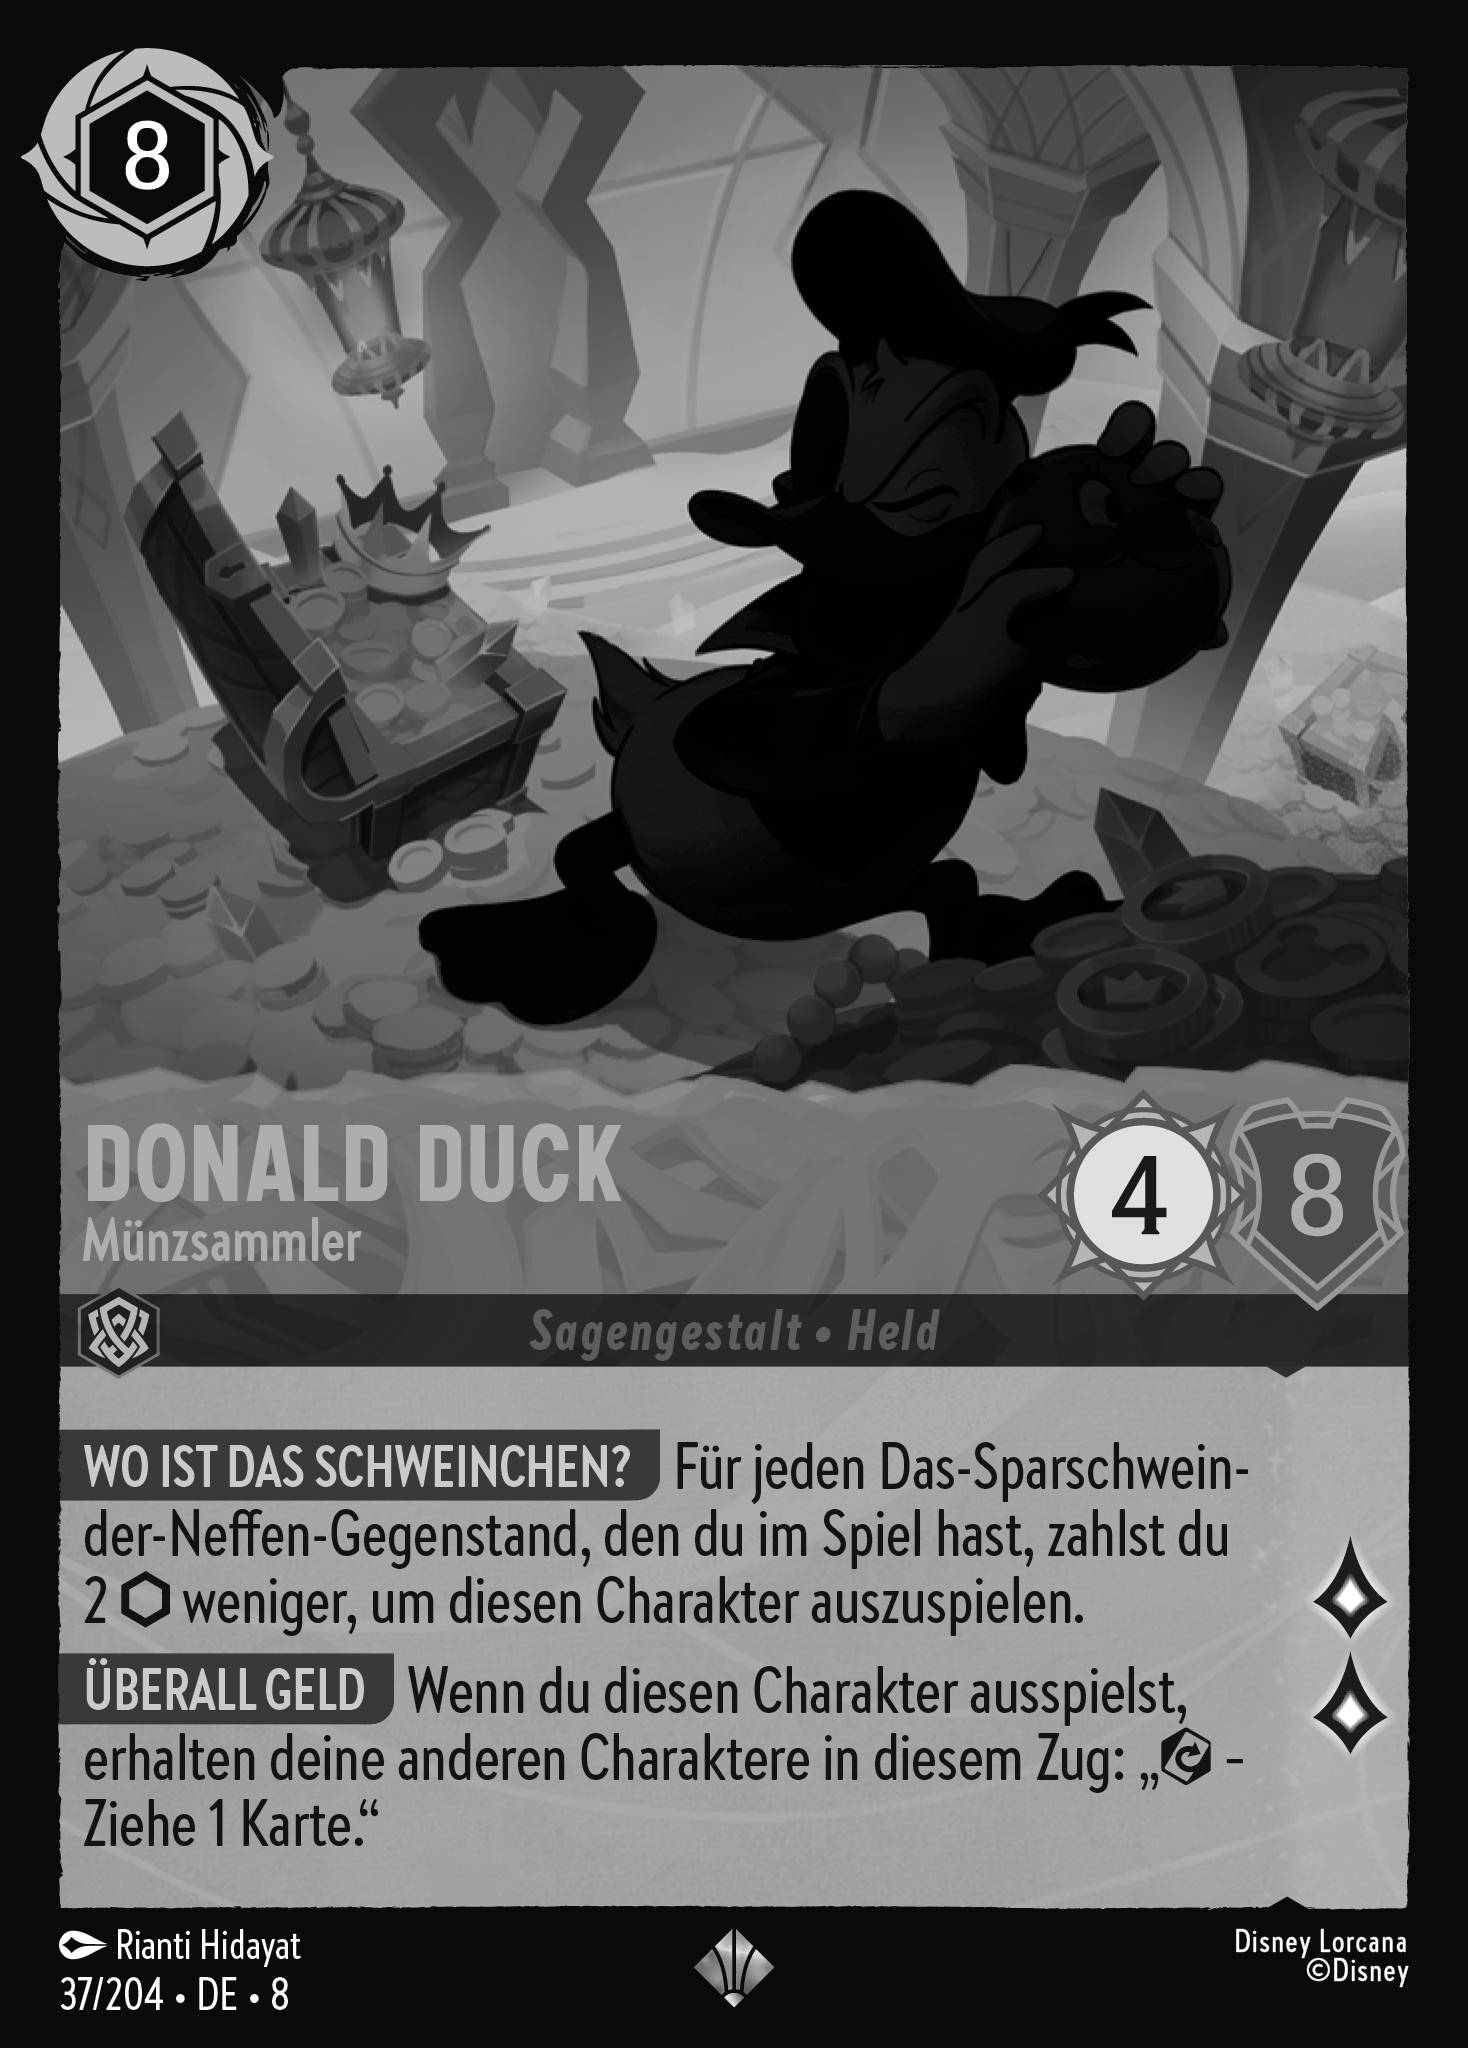 8
DONALD DUCK
Münzsammler
4
8
Sagengestalt • Held
WO IST DAS SCHWEINCHEN? Für jeden Das-Sparschwein-
der-Neffen-Gegenstand, den du im Spiel hast, zahlst du
2 weniger, um diesen Charakter auszuspielen.
ÜBERALL GELD Wenn du diesen Charakter ausspielst,
erhalten deine anderen Charaktere in diesem Zug: „ –
Ziehe 1 Karte.“
Rianti Hidayat
37/204 • DE • 8
Disney Lorcana
©Disney